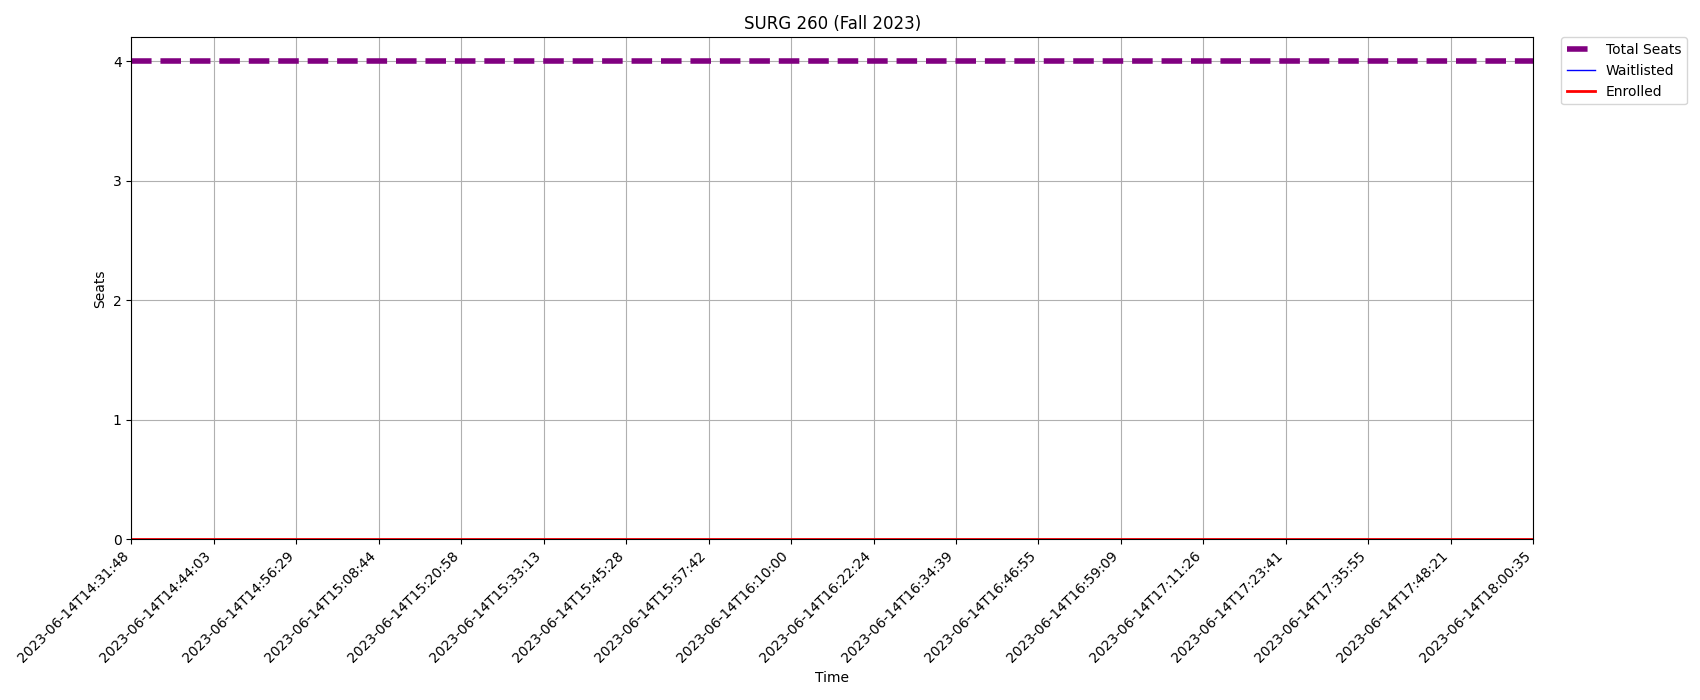 SURG 260 (Fall 2023)
Total Seats
Waitlisted
Enrolled
Seats
4
3
2
1
0
2023-06-14T14:31:48
2023-06-14T14:44:03
2023-06-14T14:56:29
2023-06-14T15:08:44
2023-06-14T15:20:58
2023-06-14T15:33:13
2023-06-14T15:45:28
2023-06-14T15:57:42
2023-06-14T16:10:00
2023-06-14T16:22:24
2023-06-14T16:34:39
2023-06-14T16:46:55
2023-06-14T16:59:09
2023-06-14T17:11:26
2023-06-14T17:23:41
2023-06-14T17:35:55
2023-06-14T17:48:21
2023-06-14T18:00:35
Time